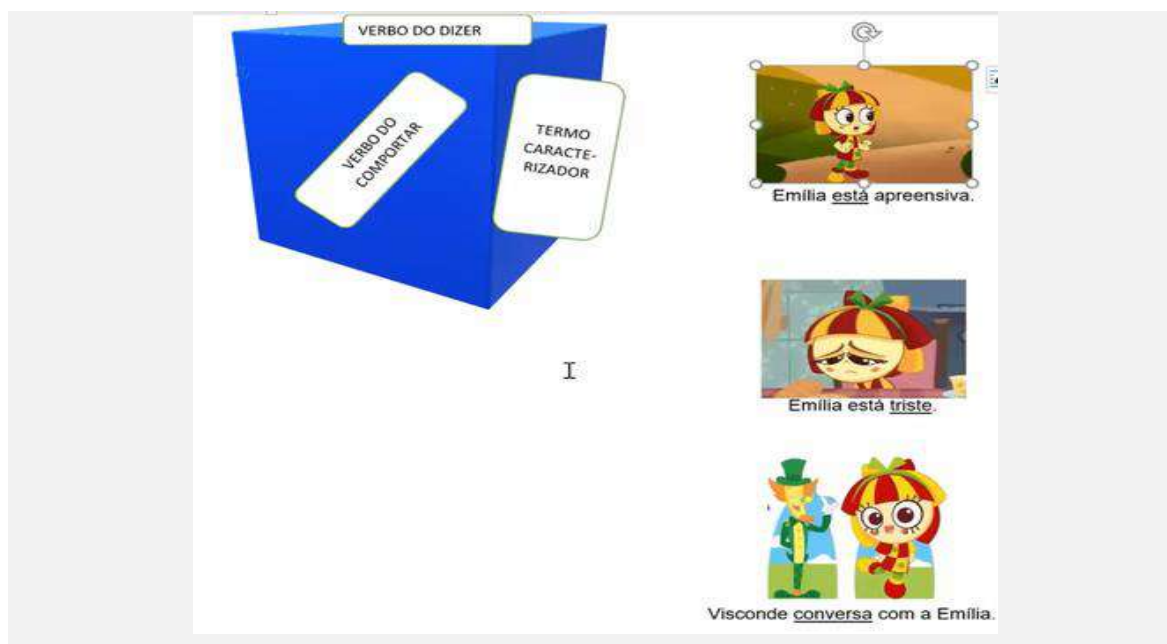 VERBO DO DIZER
VERBO DO
COMPORTAR
TERMO
CARACTE-
RIZADOR
Emília está apreensiva.
Emília está triste.
Visconde conversa com a Emília.